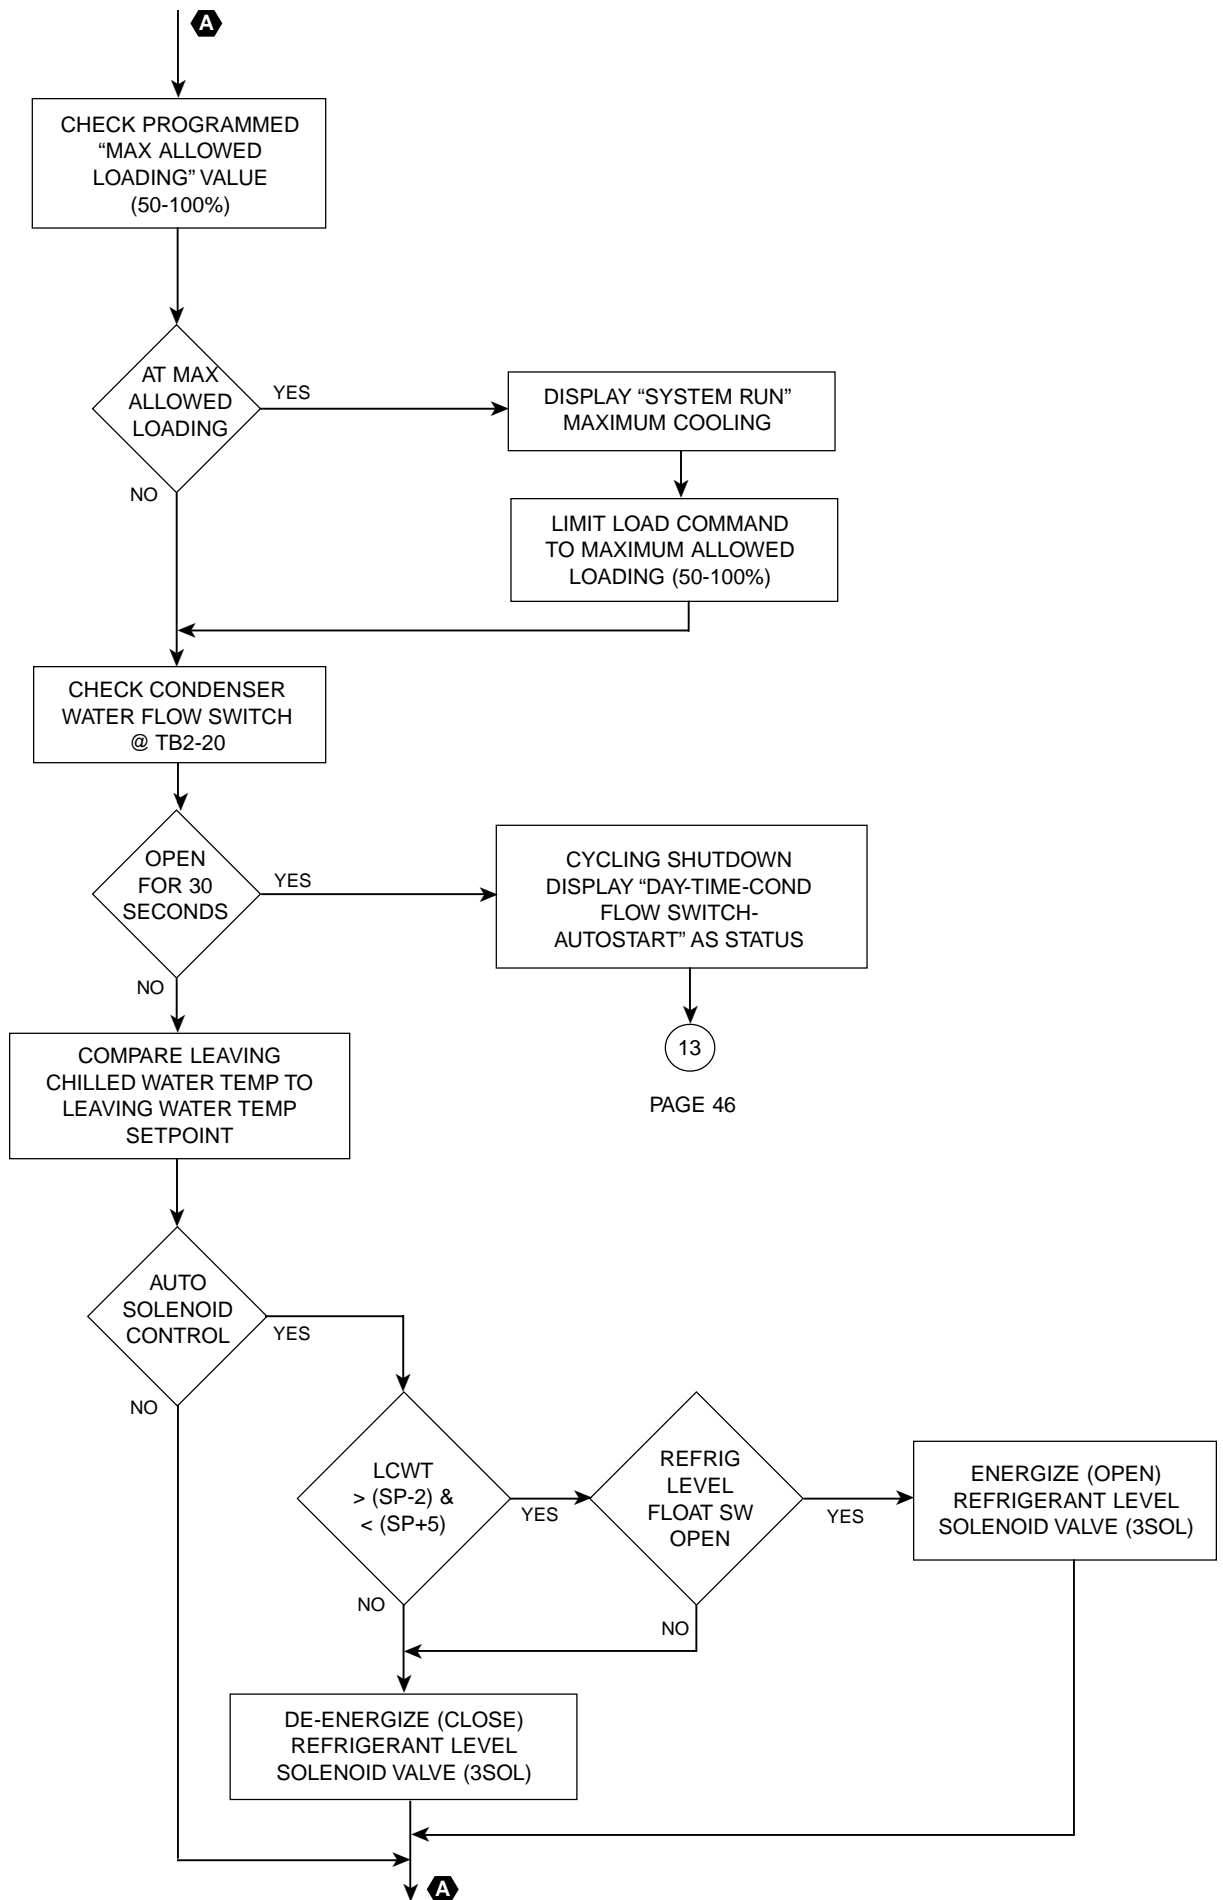 A
CHECK PROGRAMMED
“MAX ALLOWED
LOADING” VALUE
(50-100%)
AT MAX
ALLOWED
LOADING
YES
NO
DISPLAY “SYSTEM RUN”
MAXIMUM COOLING
LIMIT LOAD COMMAND
TO MAXIMUM ALLOWED
LOADING (50-100%)
CHECK CONDENSER
WATER FLOW SWITCH
@ TB2-20
OPEN
FOR 30
SECONDS
YES
NO
CYCLING SHUTDOWN
DISPLAY “DAY-TIME-COND
FLOW SWITCH-
AUTOSTART” AS STATUS
13
PAGE 46
COMPARE LEAVING
CHILLED WATER TEMP TO
LEAVING WATER TEMP
SETPOINT
AUTO
SOLENOID
CONTROL
YES
NO
LCWT
> (SP-2) &
< (SP+5)
YES
NO
REFRIG
LEVEL
FLOAT SW
OPEN
YES
NO
ENERGIZE (OPEN)
REFRIGERANT LEVEL
SOLENOID VALVE (3SOL)
DE-ENERGIZE (CLOSE)
REFRIGERANT LEVEL
SOLENOID VALVE (3SOL)
A